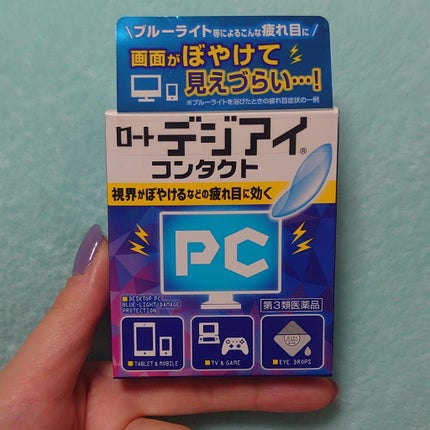 \ブルーライト等によるこんな疲れ目に/
画面がぼやけて
見えづらい…!
※ブルーライトを浴びたときの疲れ目症状の一例
ロート デジアイ®
コンタクト
視界がぼやけるなどの疲れ目に効く
PC
DESKTOP PC
BLUE-LIGHT DAMAGE
PROTECTION
第3類医薬品
TABLET & MOBILE
TV & GAME
EYE DROPS